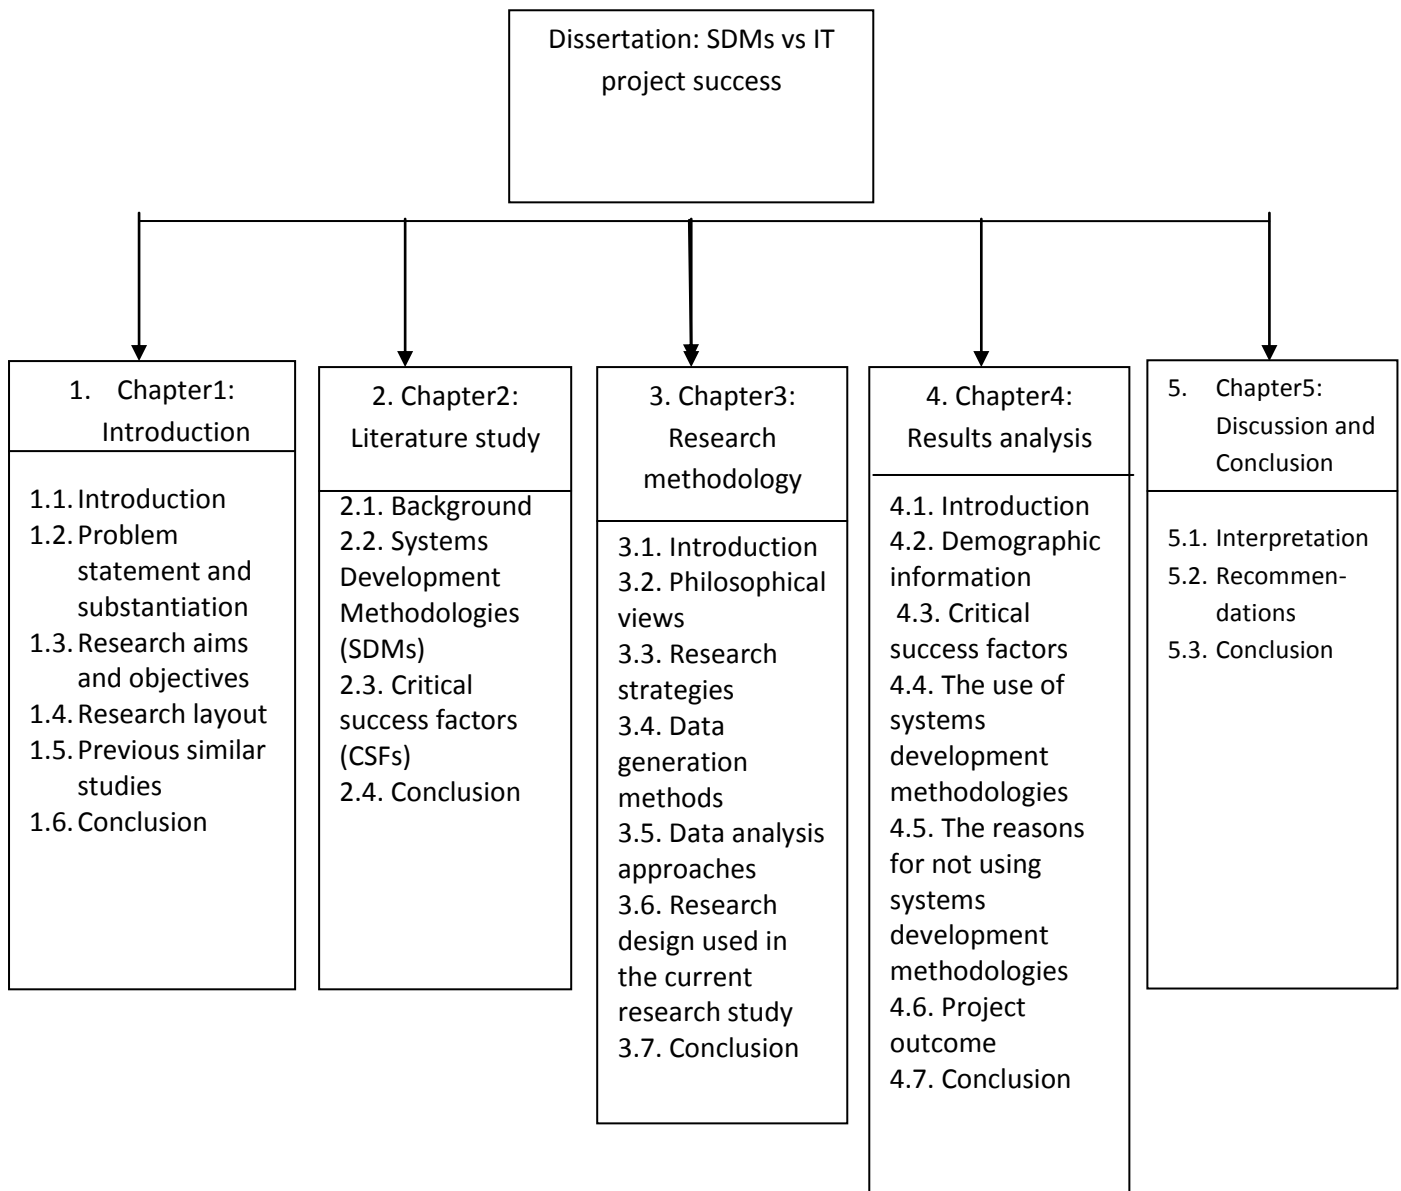 Dissertation: SDMs vs IT
project success
1. Chapter1:
Introduction
1.1. Introduction
1.2. Problem
statement and
substantiation
1.3. Research aims
and objectives
1.4. Research layout
1.5. Previous similar
studies
1.6. Conclusion
2. Chapter2:
Literature study
2.1. Background
2.2. Systems
Development
Methodologies
(SDMs)
2.3. Critical
success factors
(CSFs)
2.4. Conclusion
3. Chapter3:
Research
methodology
3.1. Introduction
3.2. Philosophical
views
3.3. Research
strategies
3.4. Data
generation
methods
3.5. Data analysis
approaches
3.6. Research
design used in
the current
research study
3.7. Conclusion
4. Chapter4:
Results analysis
4.1. Introduction
4.2. Demographic
information
4.3. Critical
success factors
4.4. The use of
systems
development
methodologies
4.5. The reasons
for not using
systems
development
methodologies
4.6. Project
outcome
4.7. Conclusion
5. Chapter5:
Discussion and
Conclusion
5.1. Interpretation
5.2. Recommen-
dations
5.3. Conclusion